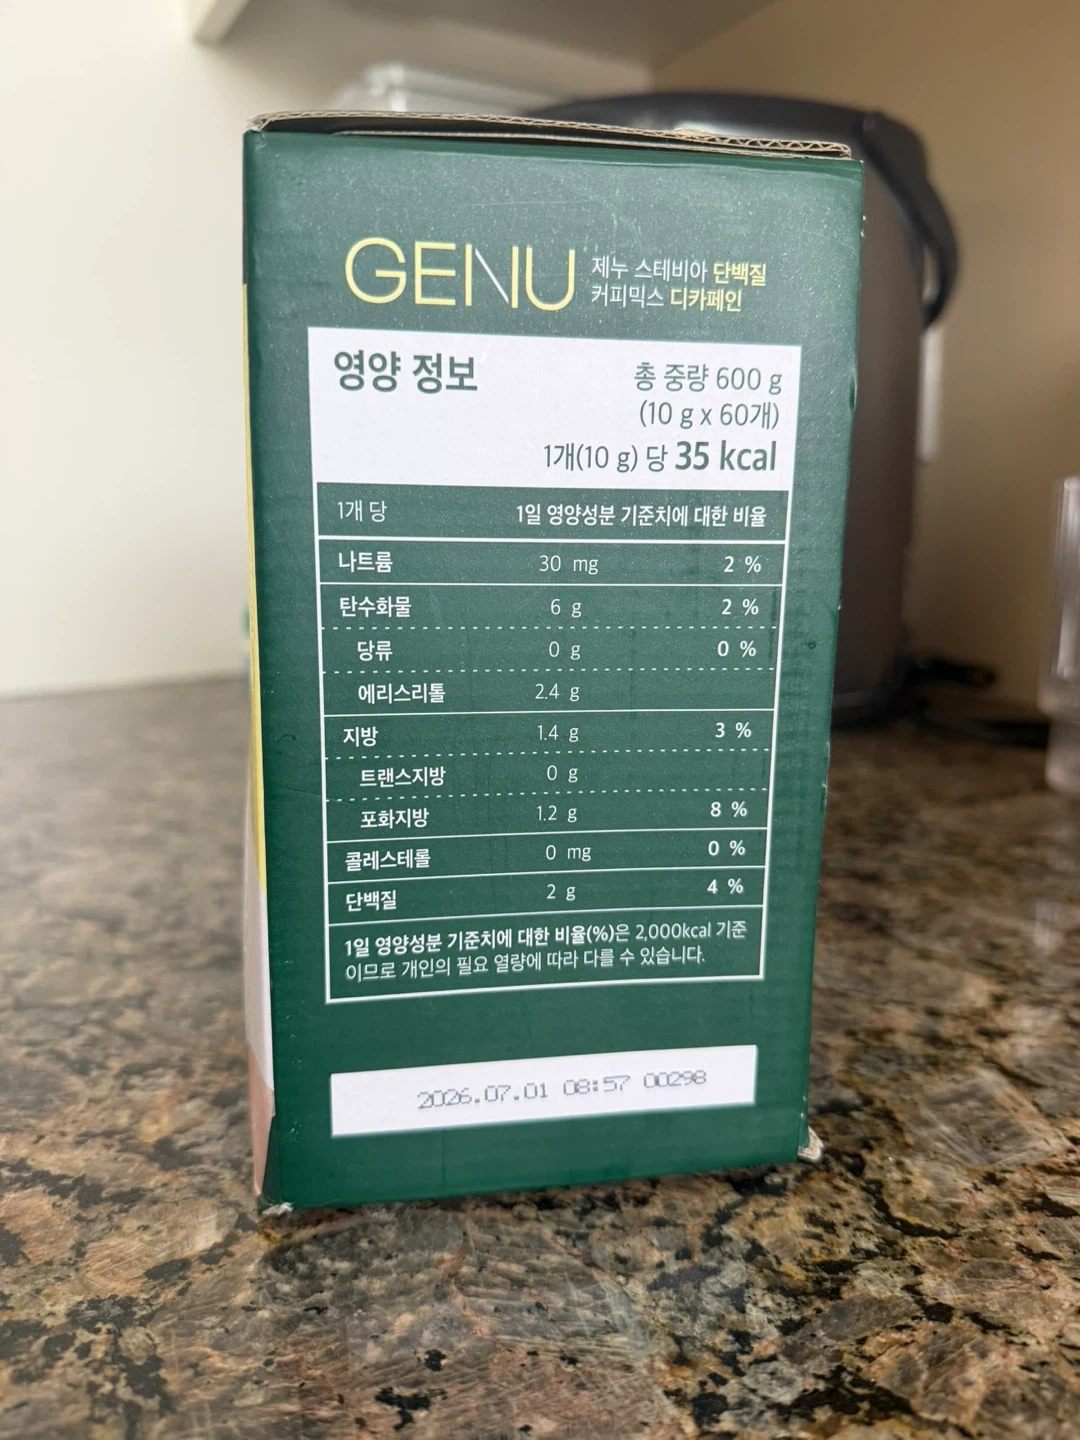 GENU 제누 스테비아 단백질
커피믹스 디카페인
영양 정보
총 중량 600 g
(10 g x 60개)
1개(10 g) 당 35 kcal
1개 당 1일 영양성분 기준치에 대한 비율
나트륨 30 mg 2 %
탄수화물 6 g 2 %
당류 0 g 0 %
에리스리톨 2.4 g
지방 1.4 g 3 %
트랜스지방 0 g
포화지방 1.2 g 8 %
콜레스테롤 0 mg 0 %
단백질 2 g 4 %
1일 영양성분 기준치에 대한 비율(%)은 2,000kcal 기준
이므로 개인의 필요 열량에 따라 다를 수 있습니다.
2026.07.01 08:57 00298